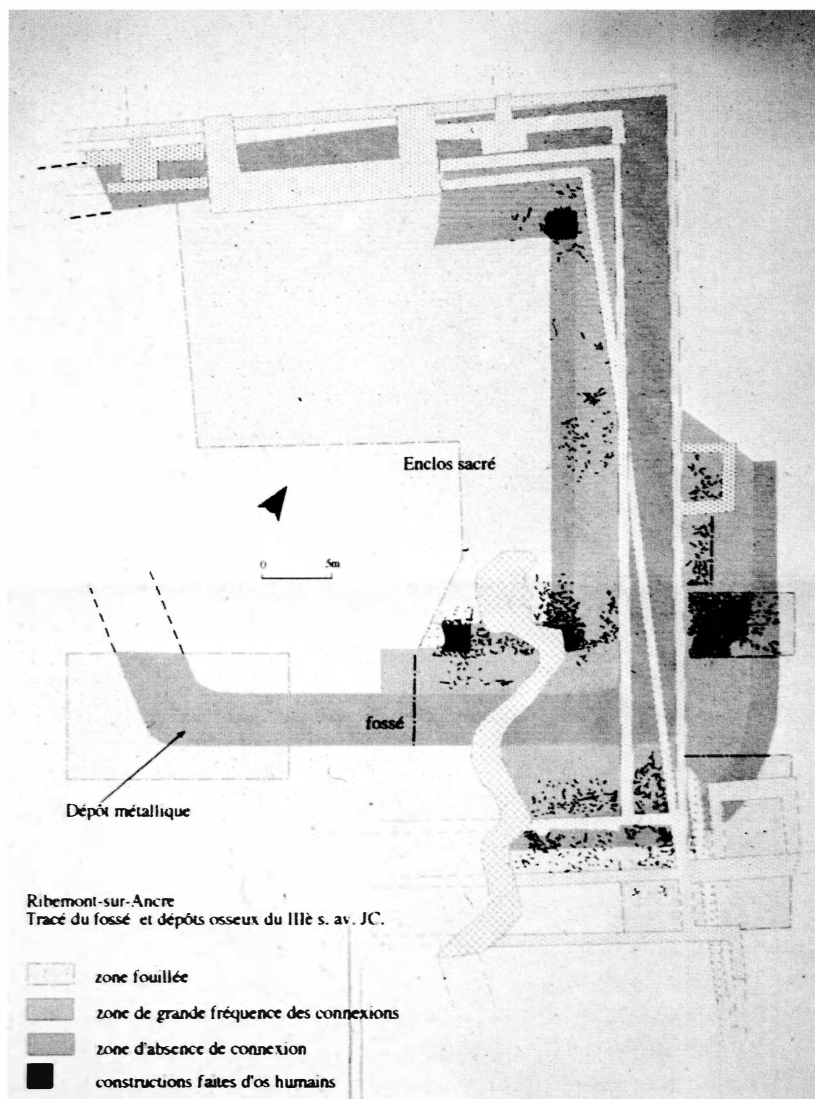 Enclos sacré
0 5m
fossé
Dépôt métallique
Ribemont-sur-Ancre
Tracé du fossé et dépôts osseux du IIIè s. av. JC.
zone fouillée
zone de grande fréquence des connexions
zone d'absence de connexion
constructions faites d'os humains